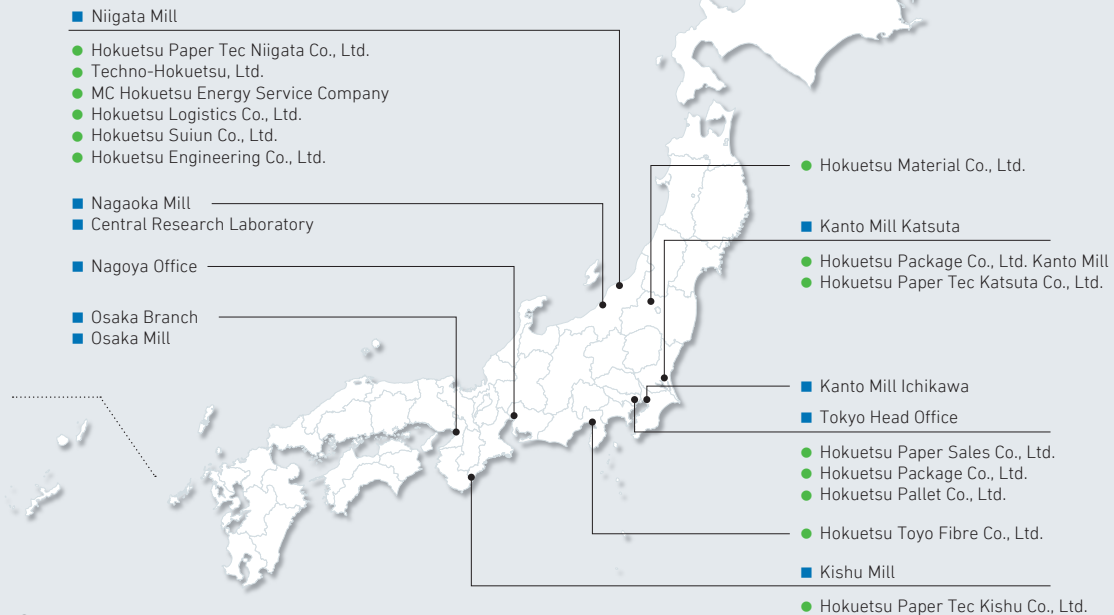 ■ Niigata Mill
● Hokuetsu Paper Tec Niigata Co., Ltd.
● Techno-Hokuetsu, Ltd.
● MC Hokuetsu Energy Service Company
● Hokuetsu Logistics Co., Ltd.
● Hokuetsu Suiun Co., Ltd.
● Hokuetsu Engineering Co., Ltd.
■ Nagaoka Mill
■ Central Research Laboratory
■ Nagoya Office
■ Osaka Branch
■ Osaka Mill
● Hokuetsu Material Co., Ltd.
■ Kanto Mill Katsuta
● Hokuetsu Package Co., Ltd. Kanto Mill
● Hokuetsu Paper Tec Katsuta Co., Ltd.
■ Kanto Mill Ichikawa
■ Tokyo Head Office
● Hokuetsu Paper Sales Co., Ltd.
● Hokuetsu Package Co., Ltd.
● Hokuetsu Pallet Co., Ltd.
● Hokuetsu Toyo Fibre Co., Ltd.
■ Kishu Mill
● Hokuetsu Paper Tec Kishu Co., Ltd.